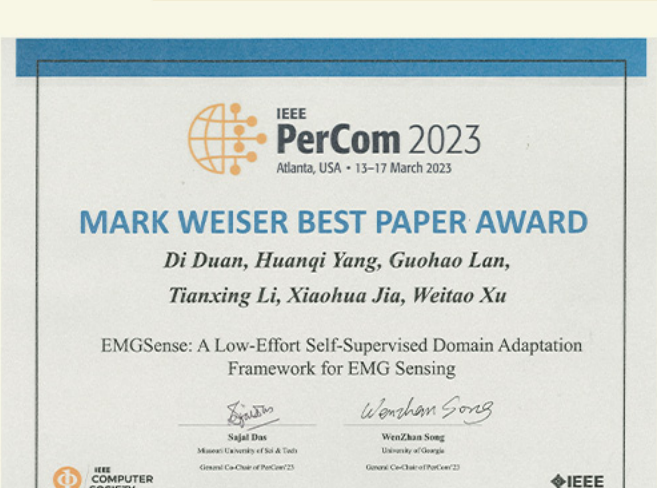 IEEE
PerCom 2023
Atlanta, USA • 13–17 March 2023
MARK WEISER BEST PAPER AWARD
Di Duan, Huanqi Yang, Guohao Lan,
Tianxing Li, Xiaohua Jia, Weitao Xu
EMGSense: A Low-Effort Self-Supervised Domain Adaptation
Framework for EMG Sensing
Wenzhan Song
Sajal Das WenZhan Song
Missouri University of Sci & Tech University of Georgia
General Co-Chair of PerCom'23 General Co-Chair of PerCom'23
IEEE
COMPUTER
SOCIETY
IEEE